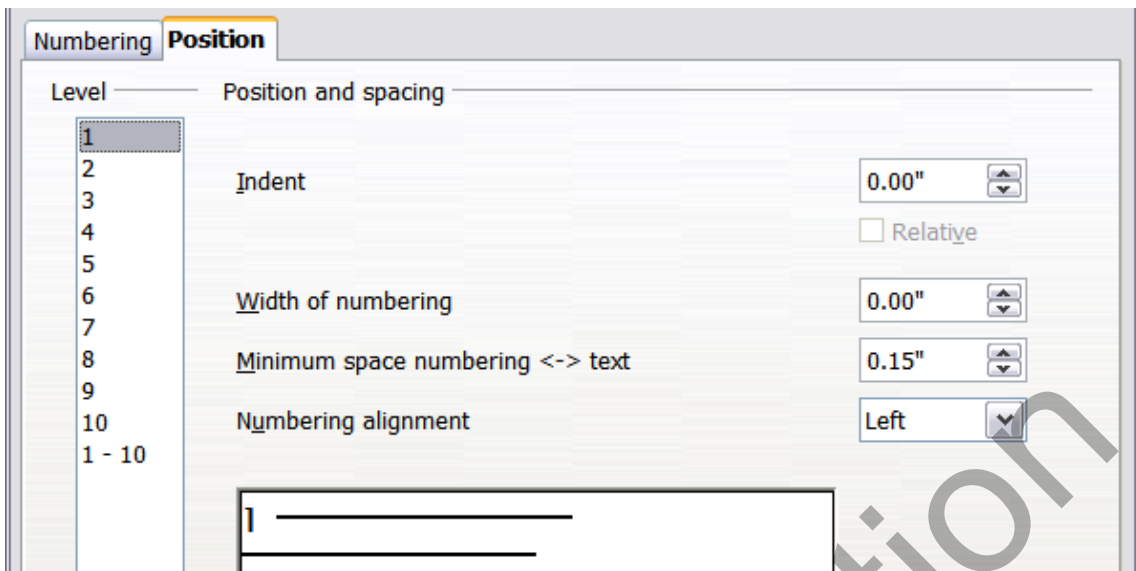 Numbering Position
Level Position and spacing
1
2
Indent 0.00"
3
4 Relative
5
6 Width of numbering 0.00"
7
8 Minimum space numbering <-> text 0.15"
9
10 Numbering alignment Left
1 - 10
1